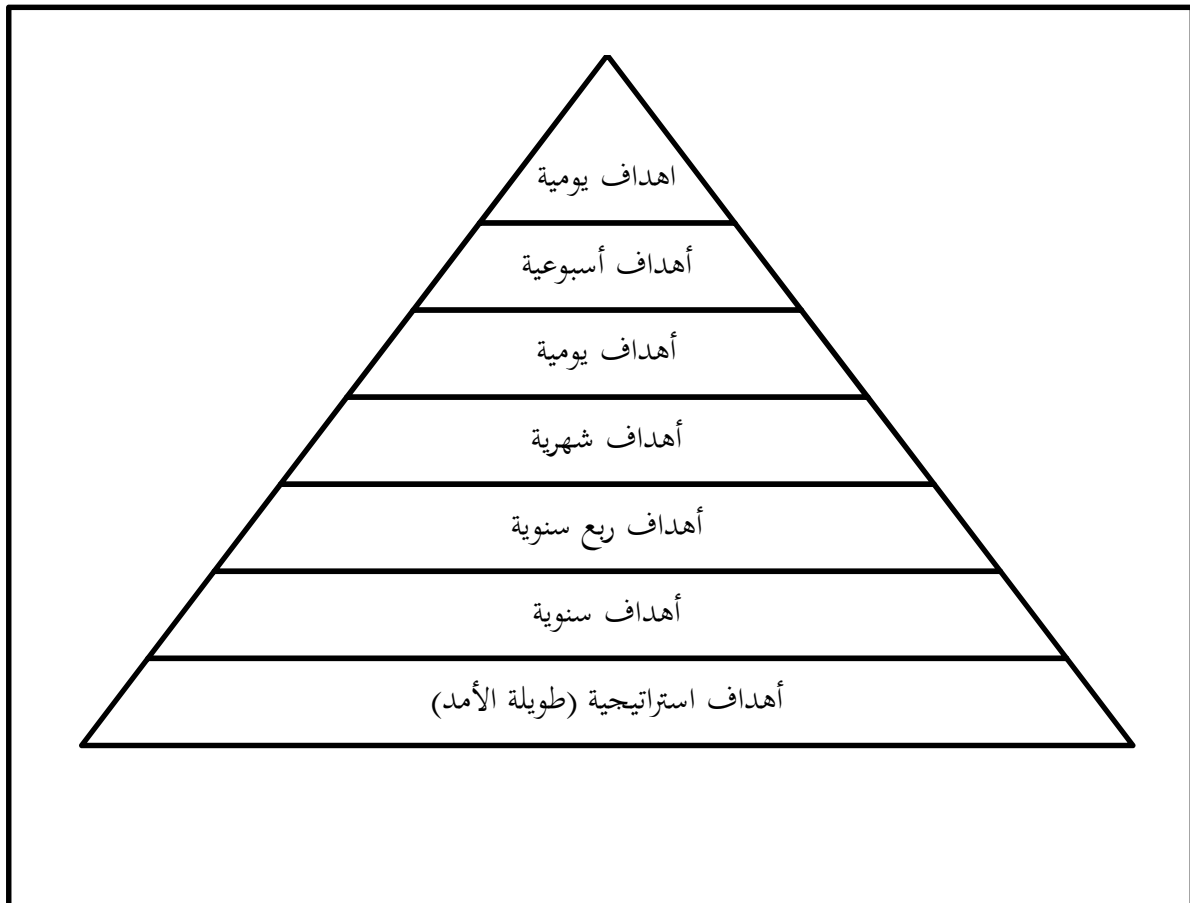 اهداف يومية
أهداف أسبوعية
أهداف يومية
أهداف شهرية
أهداف ربع سنوية
أهداف سنوية
أهداف استراتيجية (طويلة الأمد)